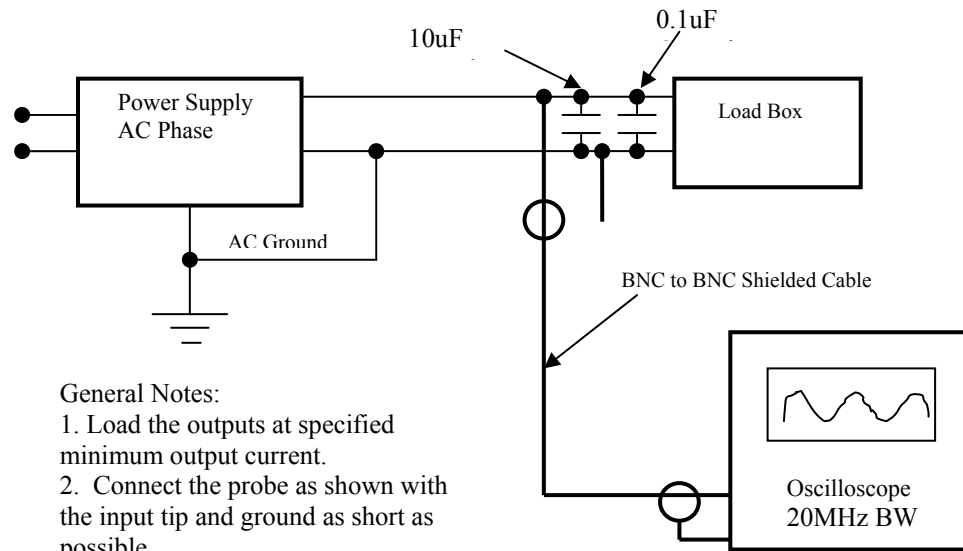 0.1uF
10uF
Power Supply
AC Phase
Load Box
AC Ground
BNC to BNC Shielded Cable
General Notes:
1. Load the outputs at specified
minimum output current.
2.  Connect the probe as shown with
the input tip and ground as short as
possible
Oscilloscope
20MHz BW